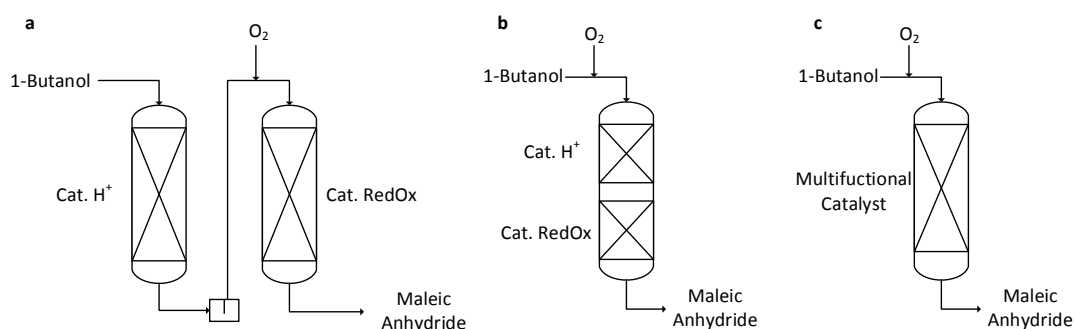 a
O2
1-Butanol
Cat. H+
Cat. RedOx
Maleic
Anhydride
b
O2
1-Butanol
Cat. H+
Cat. RedOx
Maleic
Anhydride
c
O2
1-Butanol
Multifuctional
Catalyst
Maleic
Anhydride